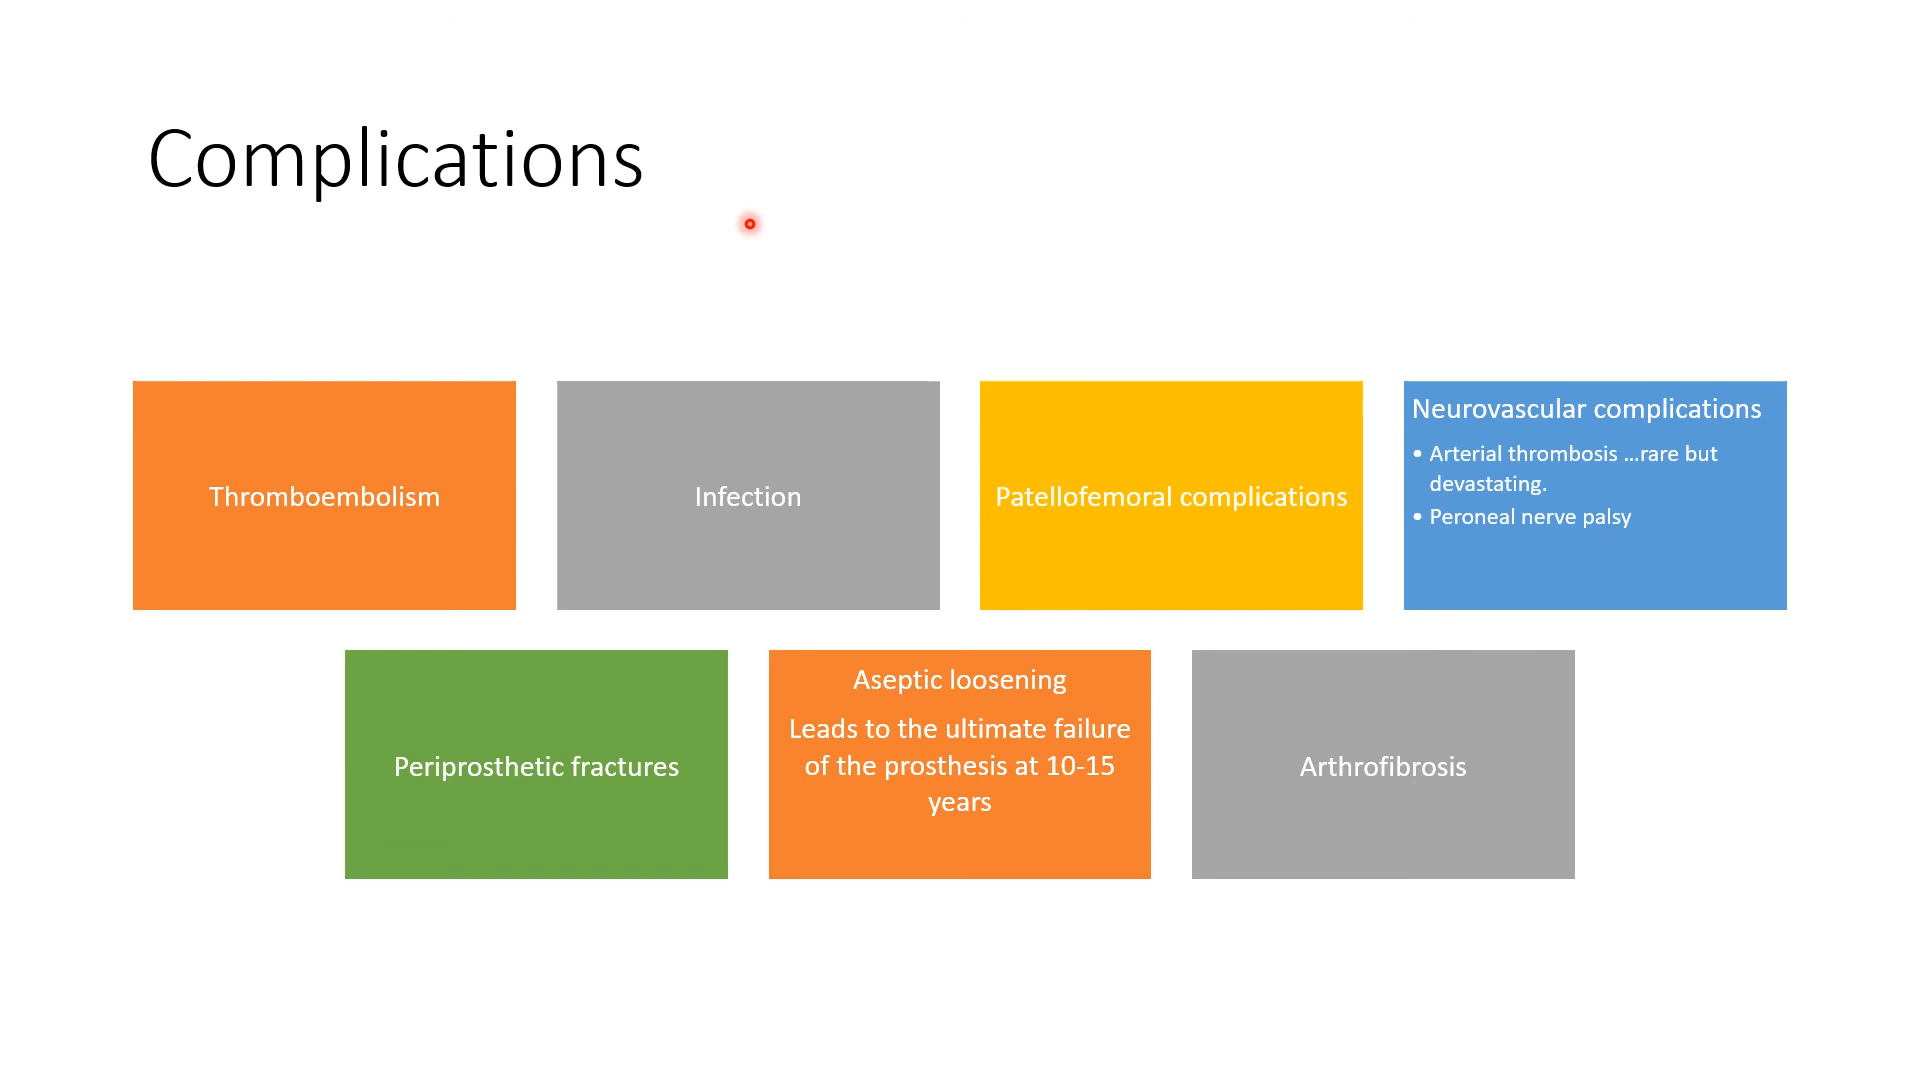 Complications
Thromboembolism
Infection
Patellofemoral complications
Neurovascular complications
• Arterial thrombosis ...rare but
devastating.
• Peroneal nerve palsy
Periprosthetic fractures
Aseptic loosening
Leads to the ultimate failure
of the prosthesis at 10-15
years
Arthrofibrosis